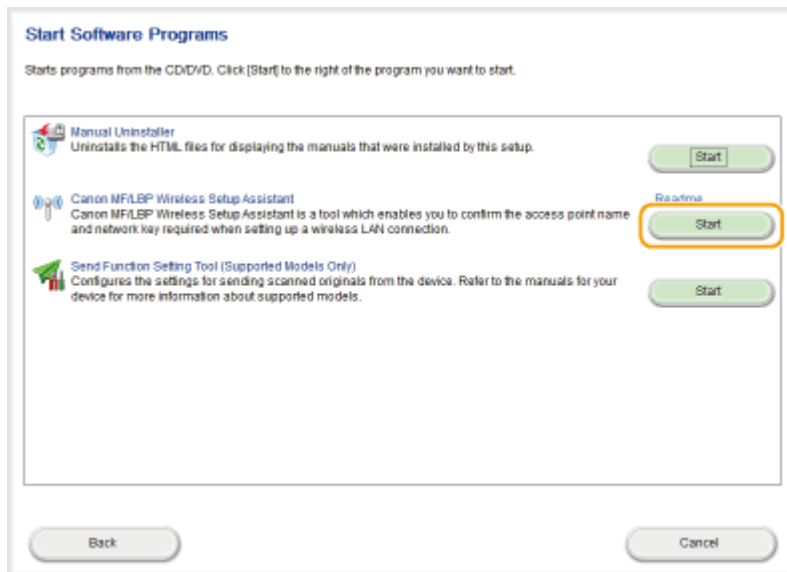 Start Software Programs
Starts programs from the CD/DVD. Click [Start] to the right of the program you want to start.
Manual Uninstaller
Uninstalls the HTML files for displaying the manuals that were installed by this setup.
Start
Canon MF/LBP Wireless Setup Assistant
Readme
Canon MF/LBP Wireless Setup Assistant is a tool which enables you to confirm the access point name
and network key required when setting up a wireless LAN connection.
Start
Send Function Setting Tool (Supported Models Only)
Configures the settings for sending scanned originals from the device. Refer to the manuals for your
device for more information about supported models.
Start
Back
Cancel